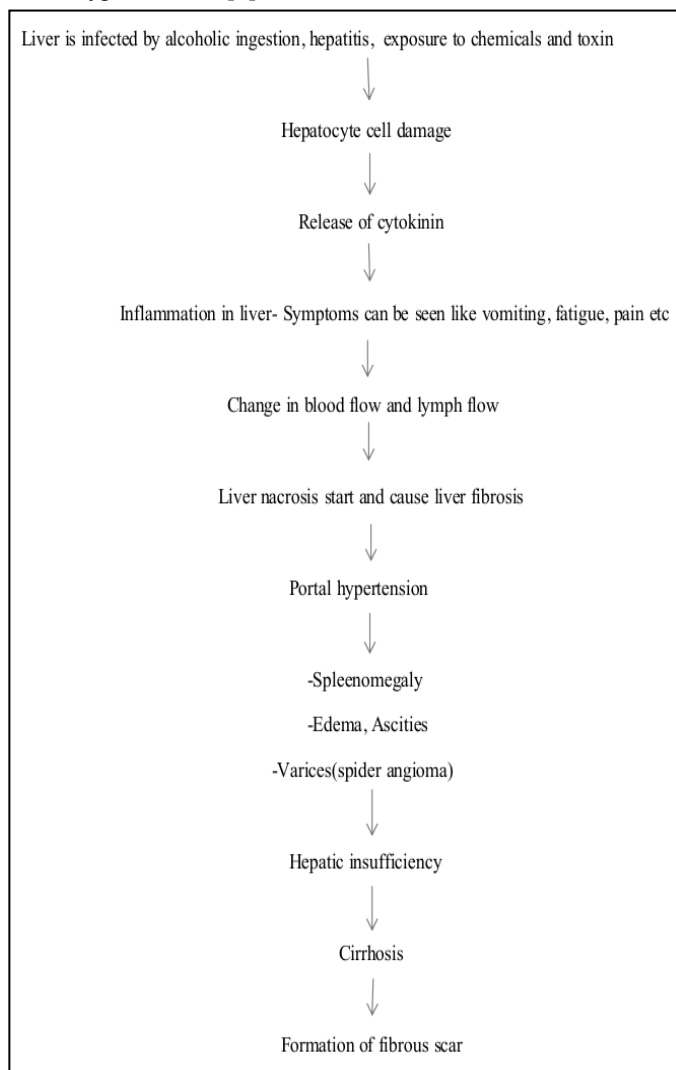 Liver is infected by alcoholic ingestion, hepatitis, exposure to chemicals and toxin
Hepatocyte cell damage
Release of cytokinin
Inflammation in liver- Symptoms can be seen like vomiting, fatigue, pain etc
Change in blood flow and lymph flow
Liver nacrosis start and cause liver fibrosis
Portal hypertension
-Spleenomegaly
-Edema, Ascities
-Varices(spider angioma)
Hepatic insufficiency
Cirrhosis
Formation of fibrous scar